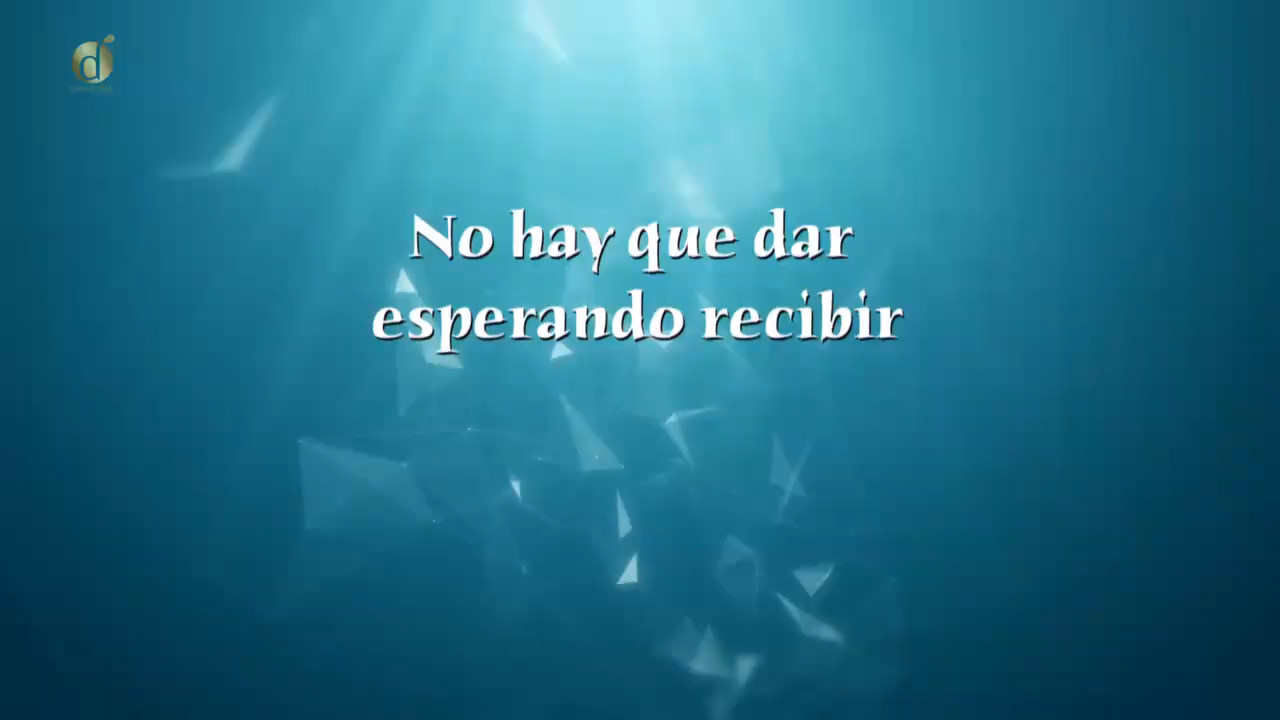 d
No hay que dar
esperando recibir